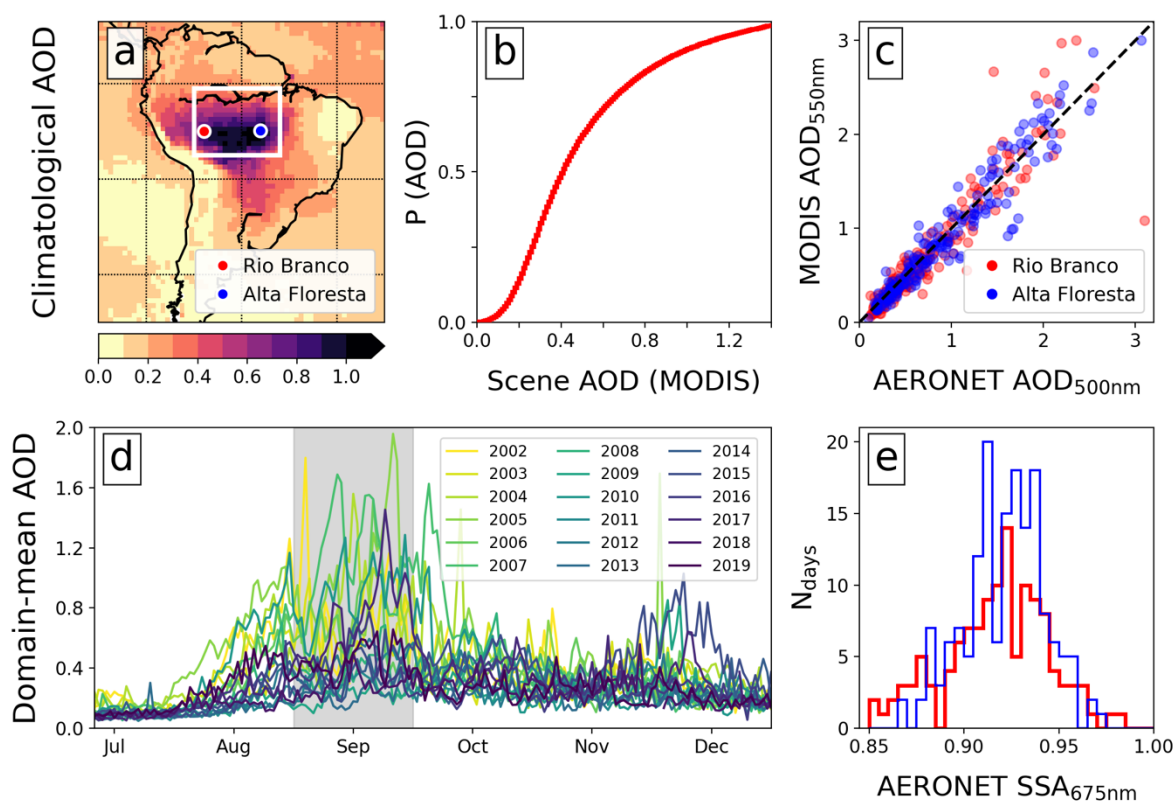 a
Climatological AOD
Rio Branco
Alta Floresta
0.0 0.2 0.4 0.6 0.8 1.0
b
P (AOD)
1.0
0.5
0.0
0.0 0.4 0.8 1.2
Scene AOD (MODIS)
c
MODIS AOD550nm
3
2
1
0
0 1 2 3
Rio Branco
Alta Floresta
AERONET AOD500nm
d
Domain-mean AOD
2.0
1.6
1.2
0.8
0.4
0.0
2002 2008 2014
2003 2009 2015
2004 2010 2016
2005 2011 2017
2006 2012 2018
2007 2013 2019
Jul Aug Sep Oct Nov Dec
e
Ndays
20
15
10
5
0
0.85 0.90 0.95 1.00
AERONET SSA675nm